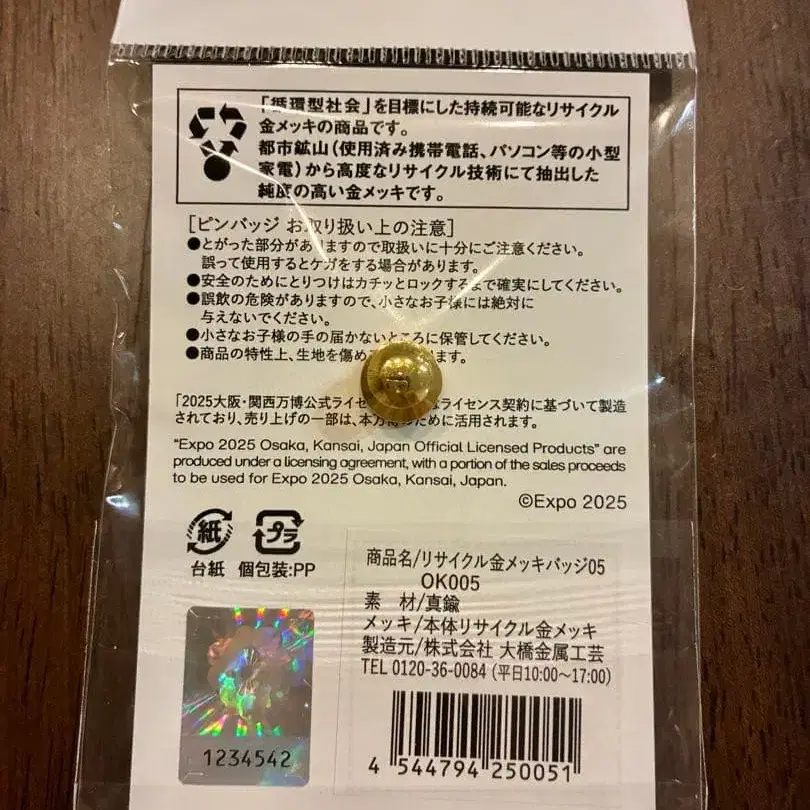 「循環型社会」を目標にした持続可能なリサイクル
金メッキの商品です。
都市鉱山（使用済み携帯電話、パソコン等の小型
家電）から高度なリサイクル技術にて抽出した
純度の高い金メッキです。
［ピンバッジ お取り扱い上の注意］
●とがった部分がありますので取扱いに十分にご注意ください。
誤って使用するとケガをする場合があります。
●安全のためにとりつけはカチッとロックするまで確実にしてください。
●誤飲の危険がありますので、小さなお子様には絶対に
与えないでください。
●小さなお子様の手の届かないところに保管してください。
●商品の特性上、生地を傷め ます。
「2025大阪・関西万博公式ライセ なライセンス契約に基づいて製造
されており、売り上げの一部は、本万博のために活用されます。
“Expo 2025 Osaka, Kansai, Japan Official Licensed Products” are
produced under a licensing agreement, with a portion of the sales proceeds
to be used for Expo 2025 Osaka, Kansai, Japan.
©Expo 2025
紙 プラ
台紙 個包装:PP
商品名/リサイクル金メッキバッジ05
OK005
素 材/真鍮
メッキ/本体リサイクル金メッキ
製造元/株式会社 大橋金属工芸
TEL 0120-36-0084（平日10:00～17:00）
1234542
4 544794 250051